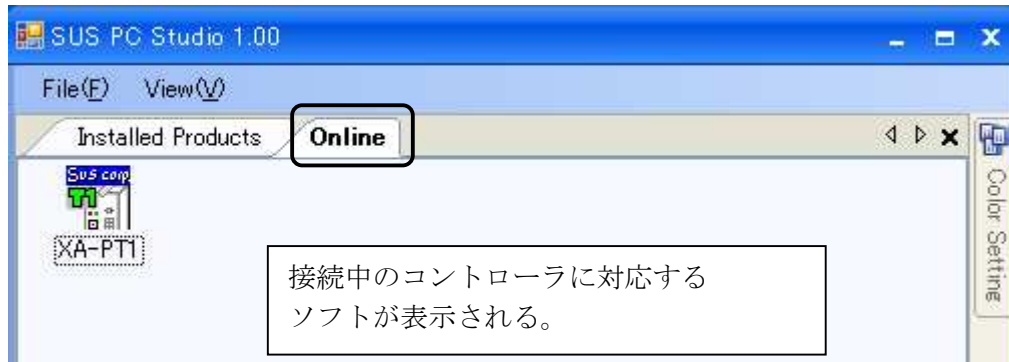 SUS PC Studio 1.00
File(F) View(V)
Installed Products Online
Color Setting
SUS corp
T1
XA-PT1
接続中のコントローラに対応する
ソフトが表示される。